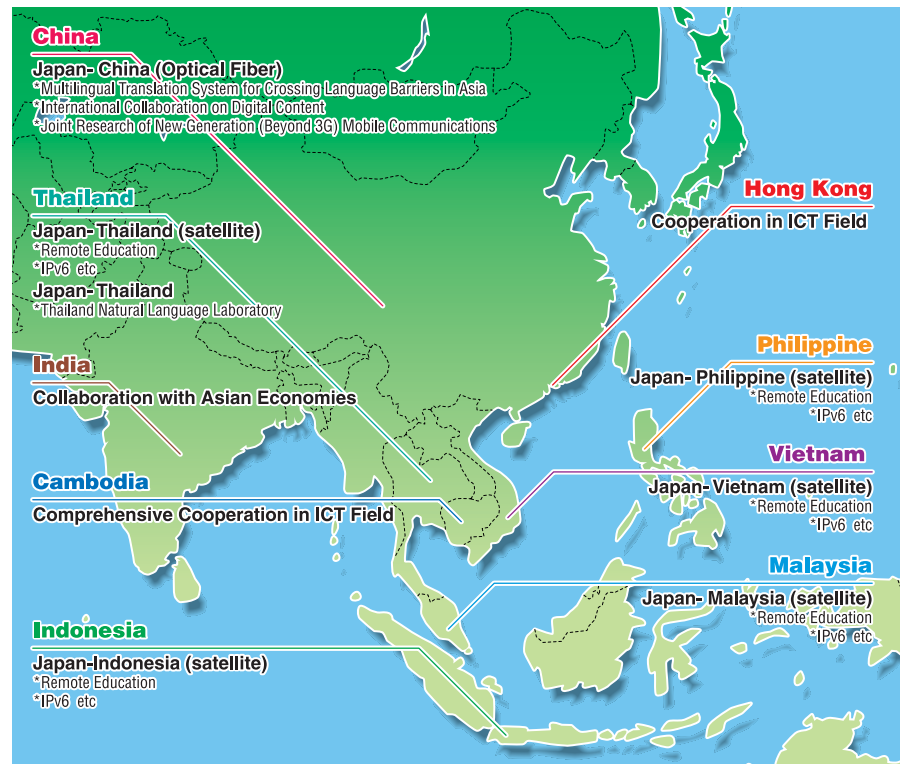 China
Japan- China (Optical Fiber)
*Multilingual Translation System for Crossing Language Barriers in Asia
*International Collaboration on Digital Content
*Joint Research of New Generation (Beyond 3G) Mobile Communications
Thailand
Japan- Thailand (satellite)
*Remote Education
*IPv6 etc
Japan- Thailand
*Thailand Natural Language Laboratory
India
Collaboration with Asian Economies
Cambodia
Comprehensive Cooperation in ICT Field
Indonesia
Japan-Indonesia (satellite)
*Remote Education
*IPv6 etc
Hong Kong
Cooperation in ICT Field
Philippine
Japan- Philippine (satellite)
*Remote Education
*IPv6 etc
Vietnam
Japan- Vietnam (satellite)
*Remote Education
*IPv6 etc
Malaysia
Japan- Malaysia (satellite)
*Remote Education
*IPv6 etc